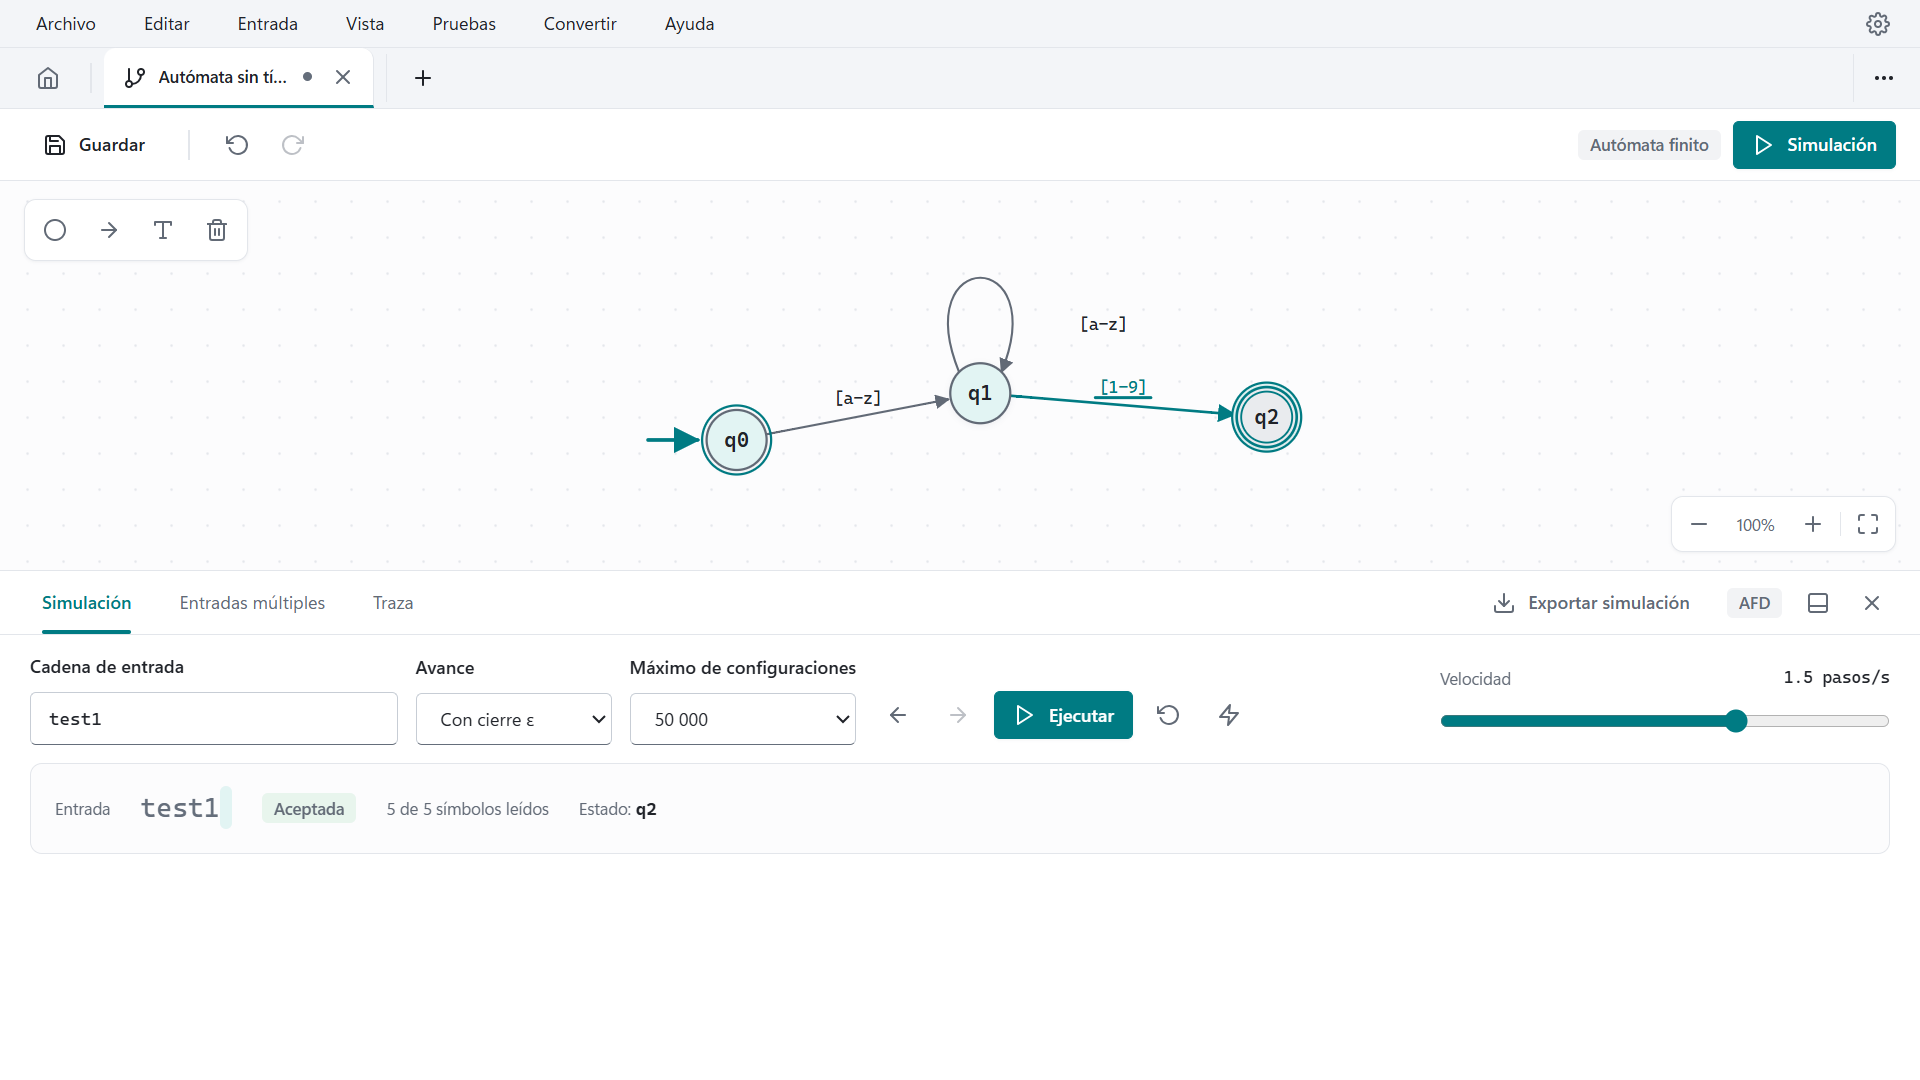 Archivo Editar Entrada Vista Pruebas Convertir Ayuda
Autómata sin tí...
Guardar
Autómata finito
Simulación
[a-z]
[a-z]
q1
[1-9]
q0
q2
100%
Simulación Entradas múltiples Traza
Exportar simulación
AFD
Cadena de entrada
Avance
Máximo de configuraciones
Velocidad
1.5 pasos/s
test1
Con cierre ε
50 000
Ejecutar
Entrada test1 Aceptada 5 de 5 símbolos leídos Estado: q2